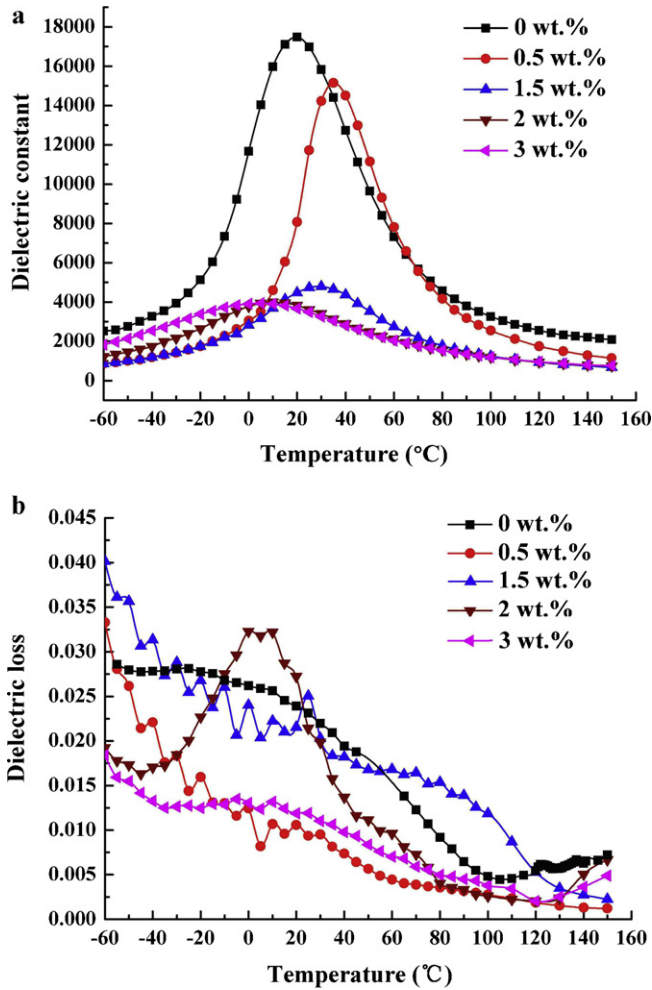 a
18000
16000
14000
12000
10000
8000
6000
4000
2000
0
Dielectric constant
0 wt.%
0.5 wt.%
1.5 wt.%
2 wt.%
3 wt.%
-60 -40 -20 0 20 40 60 80 100 120 140 160
Temperature (°C)
b
0.045
0.040
0.035
0.030
0.025
0.020
0.015
0.010
0.005
0.000
Dielectric loss
0 wt.%
0.5 wt.%
1.5 wt.%
2 wt.%
3 wt.%
-60 -40 -20 0 20 40 60 80 100 120 140 160
Temperature (℃)